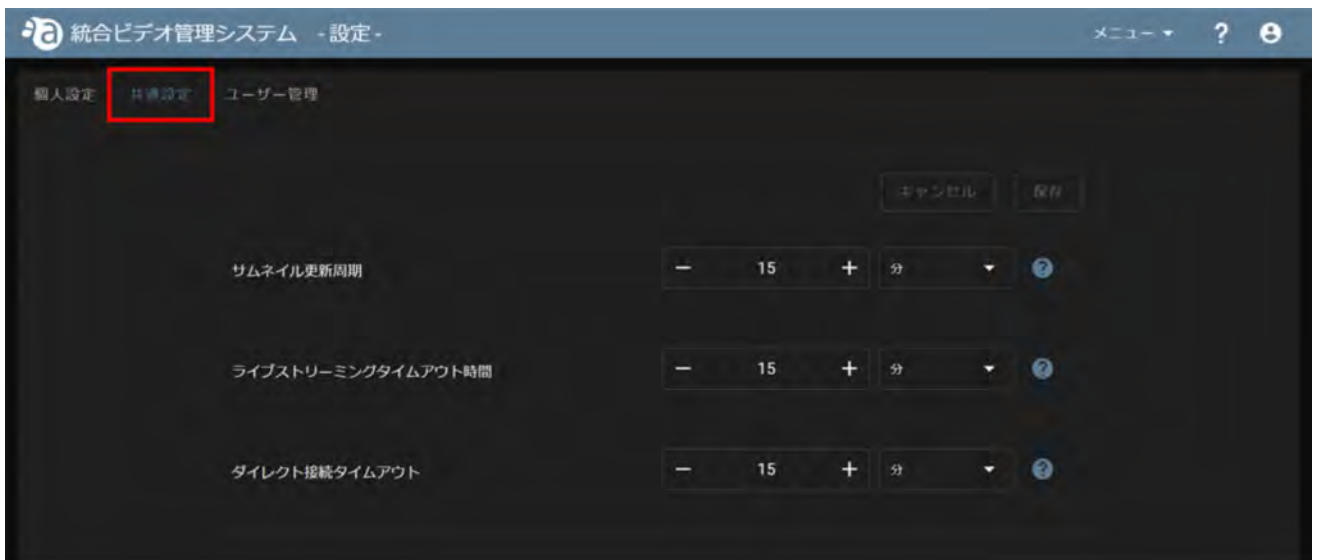 統合ビデオ管理システム - 設定 -
メニュー ?
個人設定 共通設定 ユーザー管理
キャンセル 保存
サムネイル更新周期 − 15 + 分 ?
ライブストリーミングタイムアウト時間 − 15 + 分 ?
ダイレクト接続タイムアウト − 15 + 分 ?